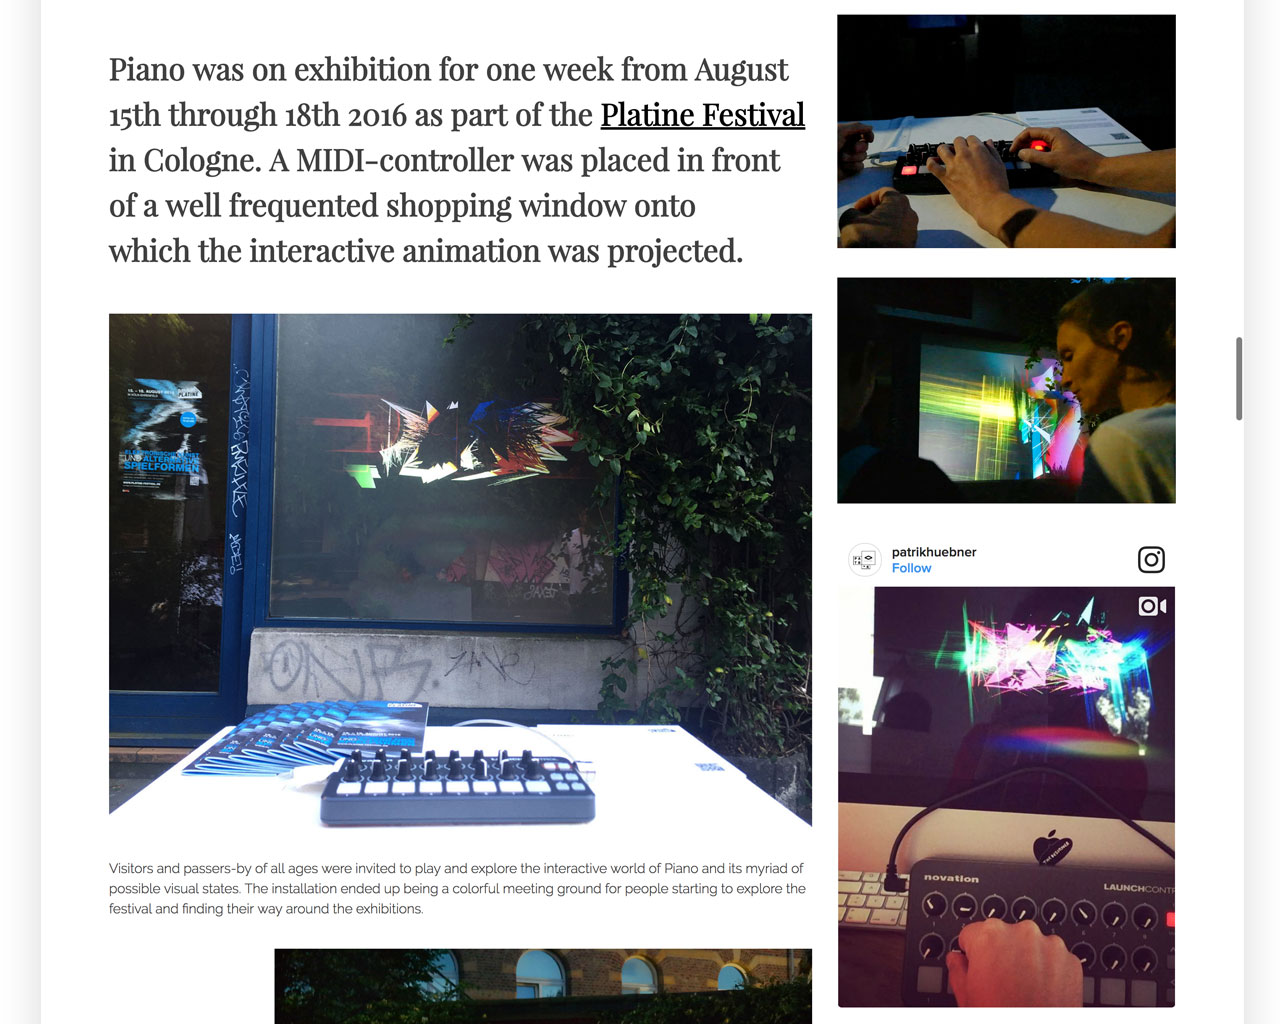 Piano was on exhibition for one week from August
15th through 18th 2016 as part of the Platine Festival
in Cologne. A MIDI-controller was placed in front
of a well frequented shopping window onto
which the interactive animation was projected.
PLATINE
UND ALTERNATIVE
SPIELFORMEN
Visitors and passers-by of all ages were invited to play and explore the interactive world of Piano and its myriad of
possible visual states. The installation ended up being a colorful meeting ground for people starting to explore the
festival and finding their way around the exhibitions.
patrikhuebner
Follow
novation
LAUNCHCONTR